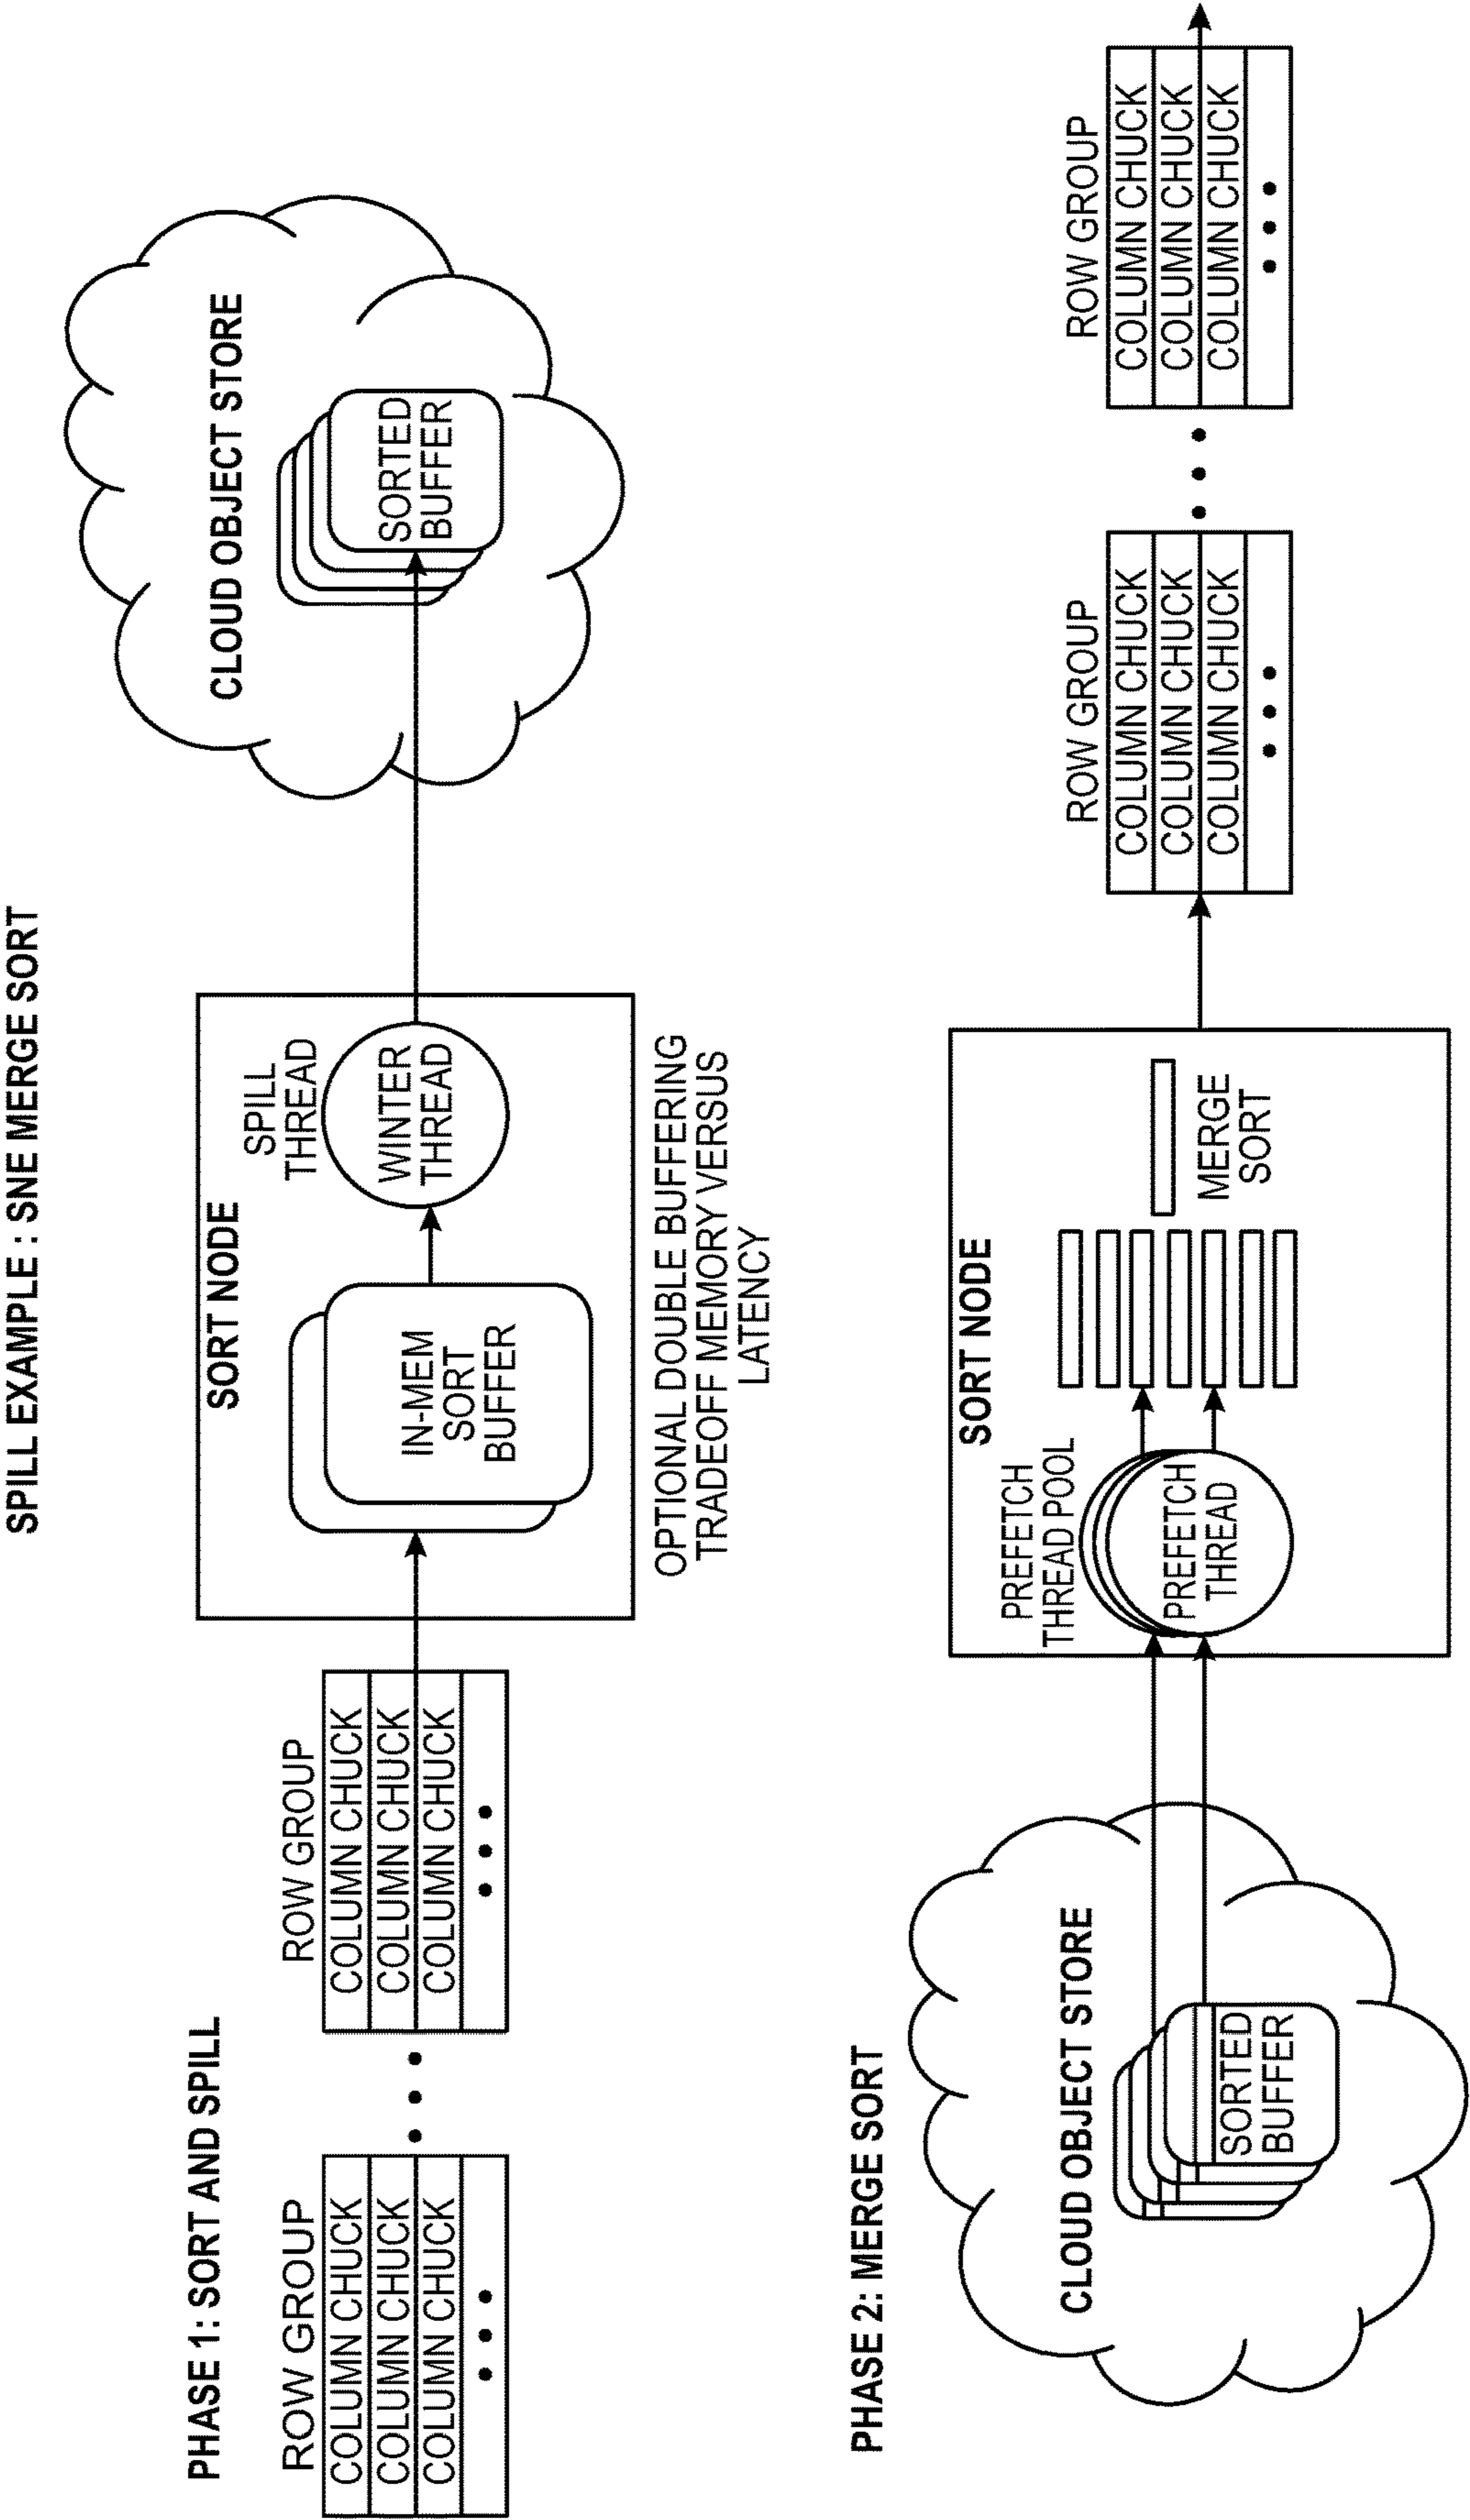 SPILL EXAMPLE : SNE MERGE SORT
PHASE 1: SORT AND SPILL
ROW GROUP
COLUMN CHUCK
COLUMN CHUCK
COLUMN CHUCK
ROW GROUP
COLUMN CHUCK
COLUMN CHUCK
COLUMN CHUCK
SORT NODE
IN-MEM
SORT
BUFFER
SPILL
THREAD
WINTER
THREAD
OPTIONAL DOUBLE BUFFERING
TRADEOFF MEMORY VERSUS
LATENCY
CLOUD OBJECT STORE
SORTED
BUFFER
PHASE 2: MERGE SORT
CLOUD OBJECT STORE
SORTED
BUFFER
SORT NODE
PREFETCH
THREAD POOL
PREFETCH
THREAD
MERGE
SORT
ROW GROUP
COLUMN CHUCK
COLUMN CHUCK
COLUMN CHUCK
ROW GROUP
COLUMN CHUCK
COLUMN CHUCK
COLUMN CHUCK